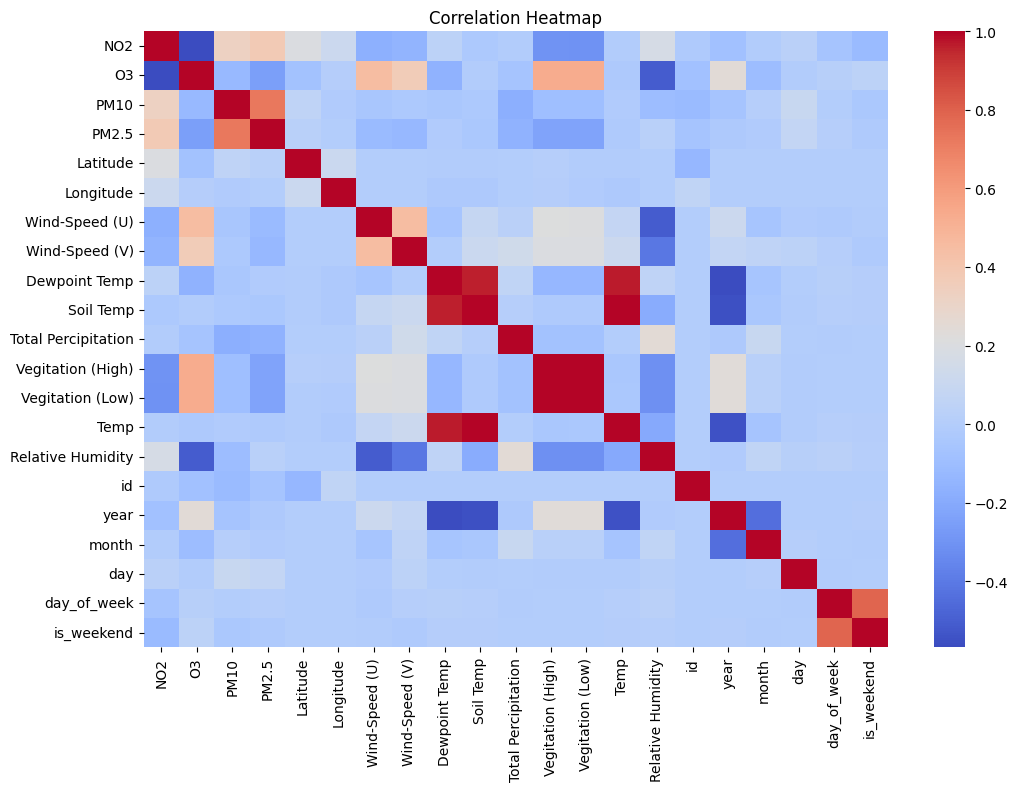 Correlation Heatmap
NO2
O3
PM10
PM2.5
Latitude
Longitude
Wind-Speed (U)
Wind-Speed (V)
Dewpoint Temp
Soil Temp
Total Percipitation
Vegitation (High)
Vegitation (Low)
Temp
Relative Humidity
id
year
month
day
day_of_week
is_weekend
NO2
O3
PM10
PM2.5
Latitude
Longitude
Wind-Speed (U)
Wind-Speed (V)
Dewpoint Temp
Soil Temp
Total Percipitation
Vegitation (High)
Vegitation (Low)
Temp
Relative Humidity
id
year
month
day
day_of_week
is_weekend
1.0
0.8
0.6
0.4
0.2
0.0
−0.2
−0.4